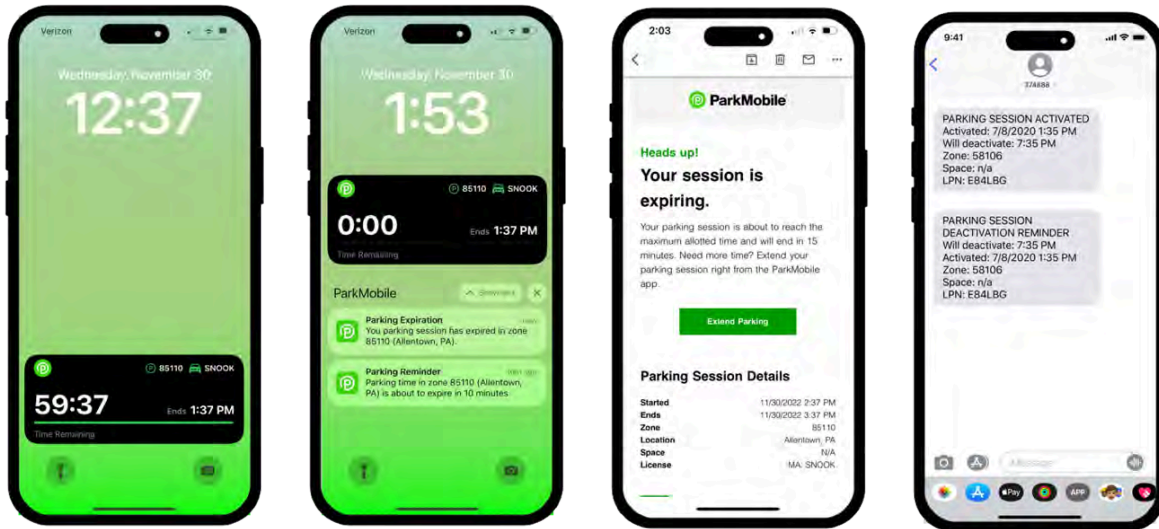 Verizon
Wednesday, November 30
12:37
85110 SNOOK
59:37
Ends 1:37 PM
Time Remaining
Verizon
Wednesday, November 30
1:53
85110 SNOOK
0:00
Ends 1:37 PM
Time Remaining
ParkMobile
Parking Expiration
You parking session has expired in zone
85110 (Allentown, PA).
Parking Reminder
Parking time in zone 85110 (Allentown,
PA) is about to expire in 10 minutes
2:03
ParkMobile
Heads up!
Your session is
expiring.
Your parking session is about to reach the
maximum allotted time and will end in 15
minutes. Need more time? Extend your
parking session right from the ParkMobile
app.
Extend Parking
Parking Session Details
Started 11/30/2022 2:37 PM
Ends 11/30/2022 3:37 PM
Zone 85110
Location Allentown, PA
Space N/A
License MA: SNOOK
9:41
PARKING SESSION ACTIVATED
Activated: 7/8/2020 1:35 PM
Will deactivate: 7:35 PM
Zone: 58106
Space: n/a
LPN: E84LBG
PARKING SESSION
DEACTIVATION REMINDER
Will deactivate: 7:35 PM
Activated: 7/8/2020 1:35 PM
Zone: 58106
Space: n/a
LPN: E84LBG
Message
Pay
APP